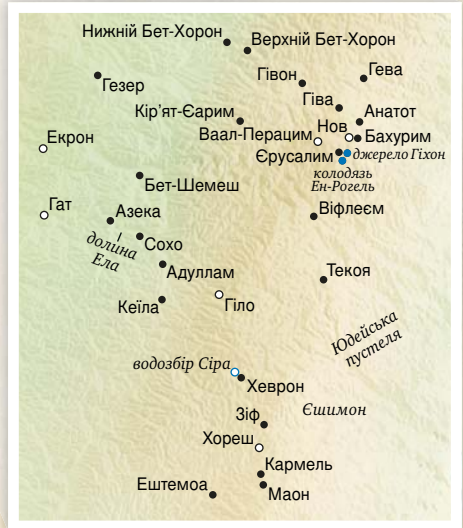 Нижній Бет-Хорон
Верхній Бет-Хорон
Гезер
Гівон
Гева
Гіва
Кір'ят-Єарим
Анатот
Нов
Ваал-Перацим
Бахурим
Екрон
Єрусалим
джерело Гіхон
колодязь
Ен-Рогель
Бет-Шемеш
Гат
Азека
Віфлеєм
долина
Ела
Сохо
Адуллам
Текоя
Кеїла
Гіло
Юдейська
пустеля
водозбір Сіра
Хеврон
Зіф
Єшимон
Хореш
Кармель
Ештемоа
Маон